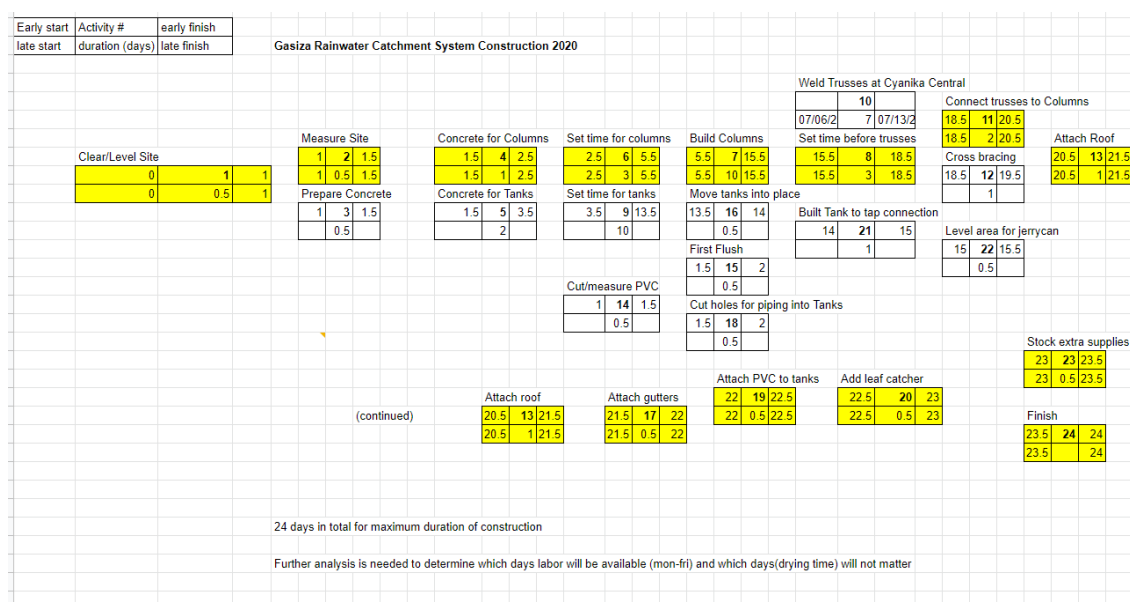 Early start Activity # early finish
late start duration (days) late finish Gasiza Rainwater Catchment System Construction 2020
Weld Trusses at Cyanika Central
10 Connect trusses to Columns
07/06/2 7 07/13/2 18.5 11 20.5
Measure Site Concrete for Columns Set time for columns Build Columns Set time before trusses 18.5 2 20.5 Attach Roof
Clear/Level Site 1 2 1.5 1.5 4 2.5 2.5 6 5.5 5.5 7 15.5 15.5 8 18.5 Cross bracing 20.5 13 21.5
0 1 1 1 0.5 1.5 1.5 1 2.5 2.5 3 5.5 5.5 10 15.5 15.5 3 18.5 18.5 12 19.5 20.5 1 21.5
0 0.5 1 Prepare Concrete Concrete for Tanks Set time for tanks Move tanks into place 1
1 3 1.5 1.5 5 3.5 3.5 9 13.5 13.5 16 14 Built Tank to tap connection
0.5 2 10 0.5 14 21 15 Level area for jerrycan
First Flush 1 15 22 15.5
1.5 15 2 0.5
Cut/measure PVC 0.5
1 14 1.5 Cut holes for piping into Tanks
0.5 1.5 18 2
0.5 Stock extra supplies
23 23 23.5
Attach PVC to tanks Add leaf catcher 23 0.5 23.5
Attach roof Attach gutters 22 19 22.5 22.5 20 23
(continued) 20.5 13 21.5 21.5 17 22 22 0.5 22.5 22.5 0.5 23 Finish
20.5 1 21.5 21.5 0.5 22 23.5 24 24
23.5 24
24 days in total for maximum duration of construction
Further analysis is needed to determine which days labor will be available (mon-fri) and which days(drying time) will not matter